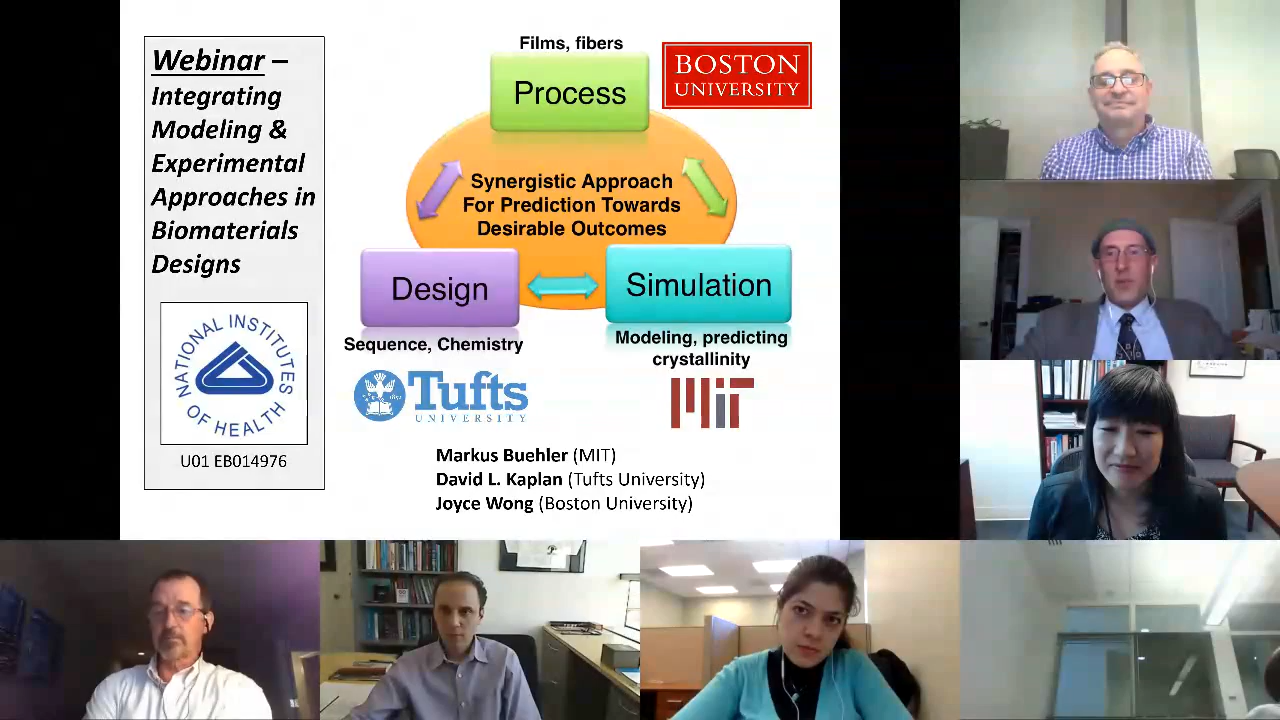 Webinar –
Integrating
Modeling &
Experimental
Approaches in
Biomaterials
Designs
NATIONAL INSTITUTES
OF HEALTH
U01 EB014976
Films, fibers
Process
BOSTON
UNIVERSITY
Synergistic Approach
For Prediction Towards
Desirable Outcomes
Design
Simulation
Sequence, Chemistry
Modeling, predicting
crystallinity
Tufts
UNIVERSITY
MIT
Markus Buehler (MIT)
David L. Kaplan (Tufts University)
Joyce Wong (Boston University)